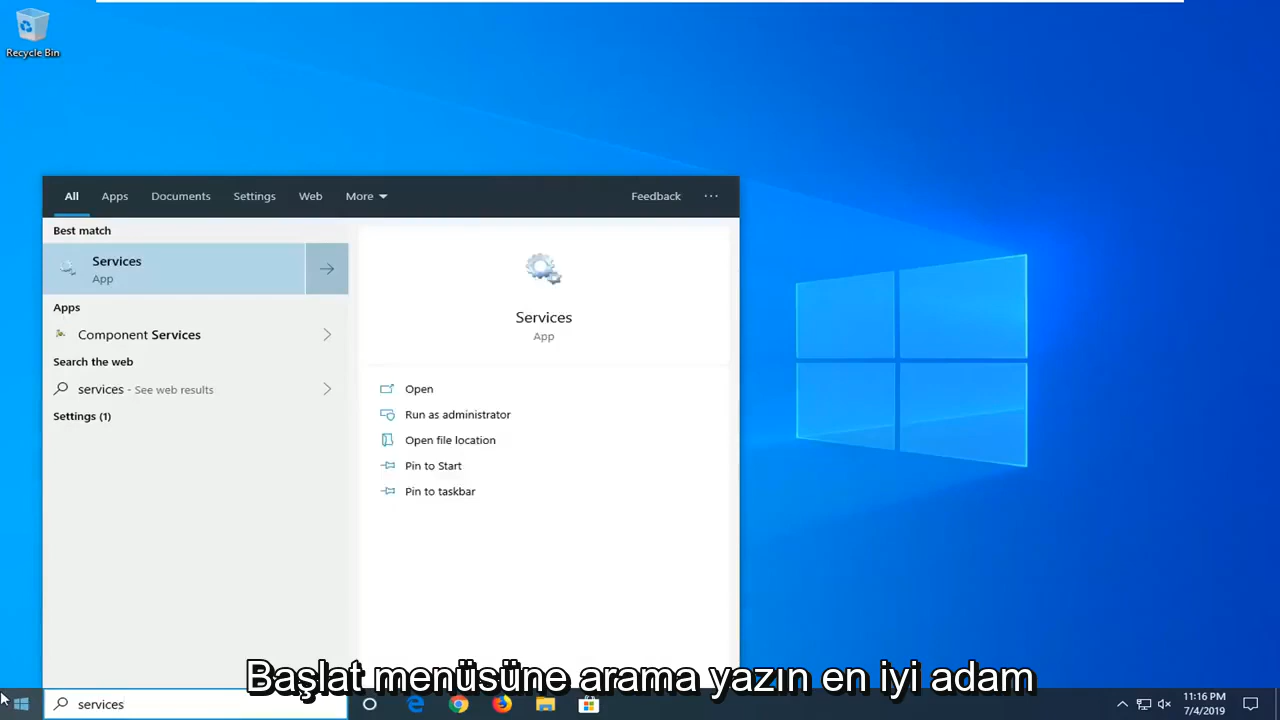 Recycle Bin
All Apps Documents Settings Web More Feedback ...
Best match
Services
App
Apps
Component Services
Search the web
services - See web results
Settings (1)
Services
App
Open
Run as administrator
Open file location
Pin to Start
Pin to taskbar
Başlat menüsüne arama yazın en iyi adam
services
11:16 PM
7/4/2019